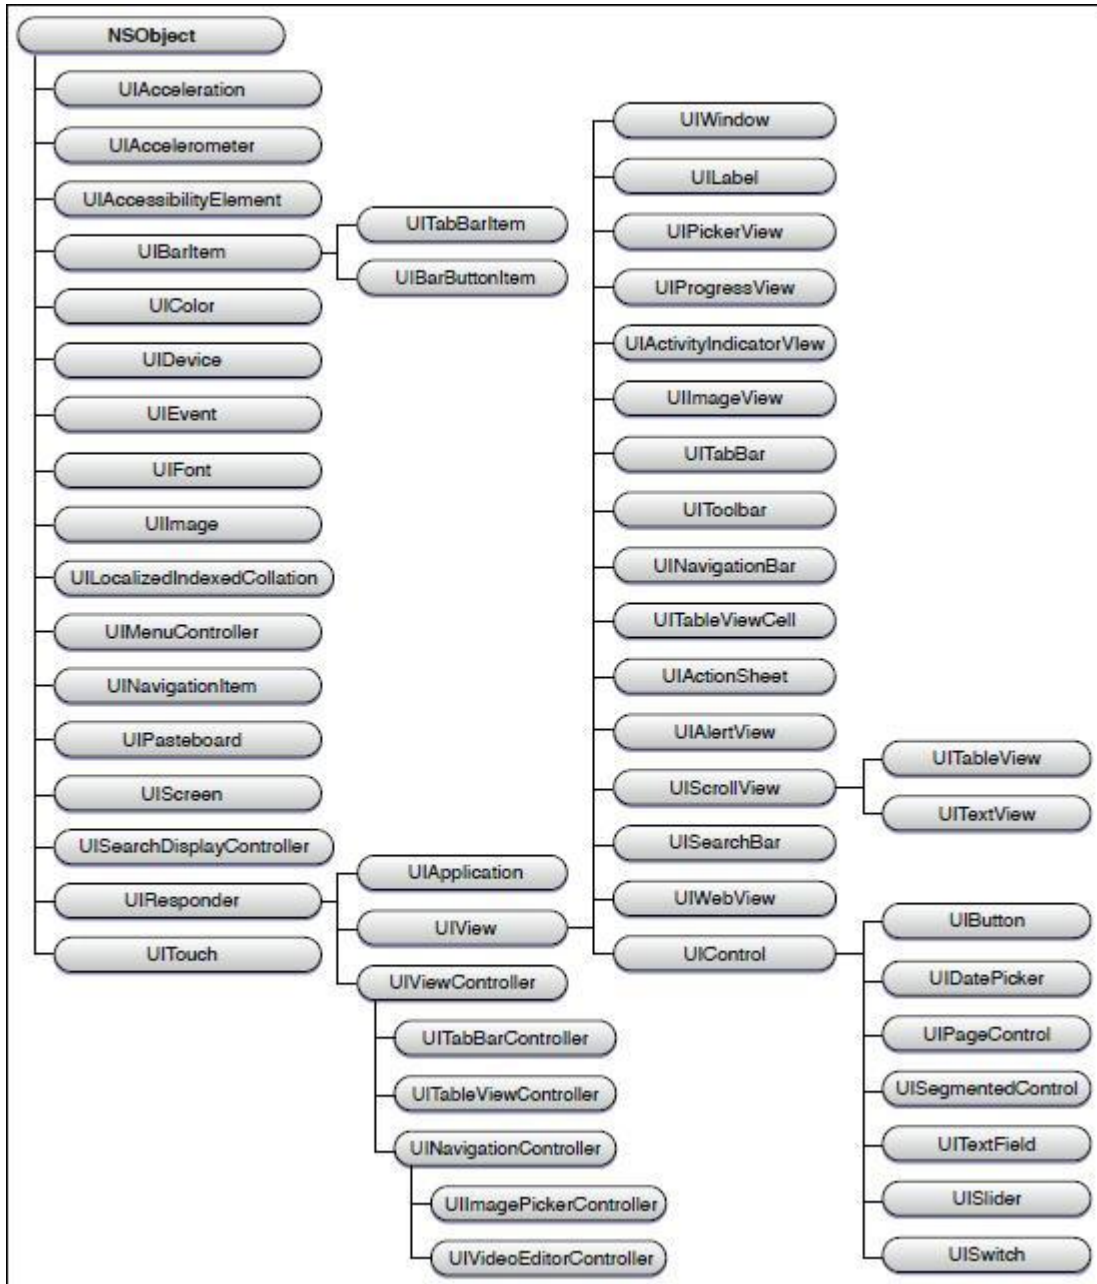 NSObject
UIAcceleration
UIAccelerometer
UIAccessibilityElement
UIBarItem
UITabBarItem
UIBarButtonItem
UIColor
UIDevice
UIEvent
UIFont
UIImage
UILocalizedIndexedCollation
UIMenuController
UINavigationItem
UIPasteboard
UIScreen
UISearchDisplayController
UIResponder
UITouch
UIApplication
UIView
UIViewController
UITabBarController
UITableViewController
UINavigationController
UIImagePickerController
UIVideoEditorController
UIWindow
UILabel
UIPickerView
UIProgressView
UIActivityIndicatorVIew
UIImageView
UITabBar
UIToolbar
UINavigationBar
UITableViewCell
UIActionSheet
UIAlertView
UIScrollView
UISearchBar
UIWebView
UIControl
UITableView
UITextView
UIButton
UIDatePicker
UIPageControl
UISegmentedControl
UITextField
UISlider
UISwitch